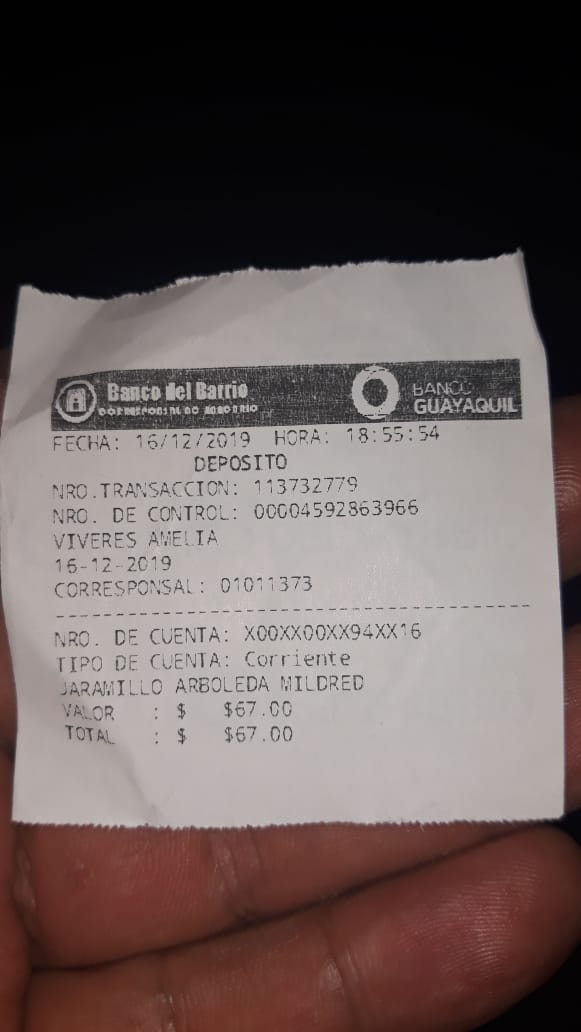 Banco del Barrio
CORRESPONSAL NO BANCARIO
BANCO
GUAYAQUIL
FECHA: 16/12/2019 HORA: 18:55:54
DEPOSITO
NRO.TRANSACCION: 113732779
NRO. DE CONTROL: 00004592863966
VIVERES AMELIA
16-12-2019
CORRESPONSAL: 01011373
NRO. DE CUENTA: X00XX00XX94XX16
TIPO DE CUENTA: Corriente
JARAMILLO ARBOLEDA MILDRED
VALOR : $ $67.00
TOTAL : $ $67.00